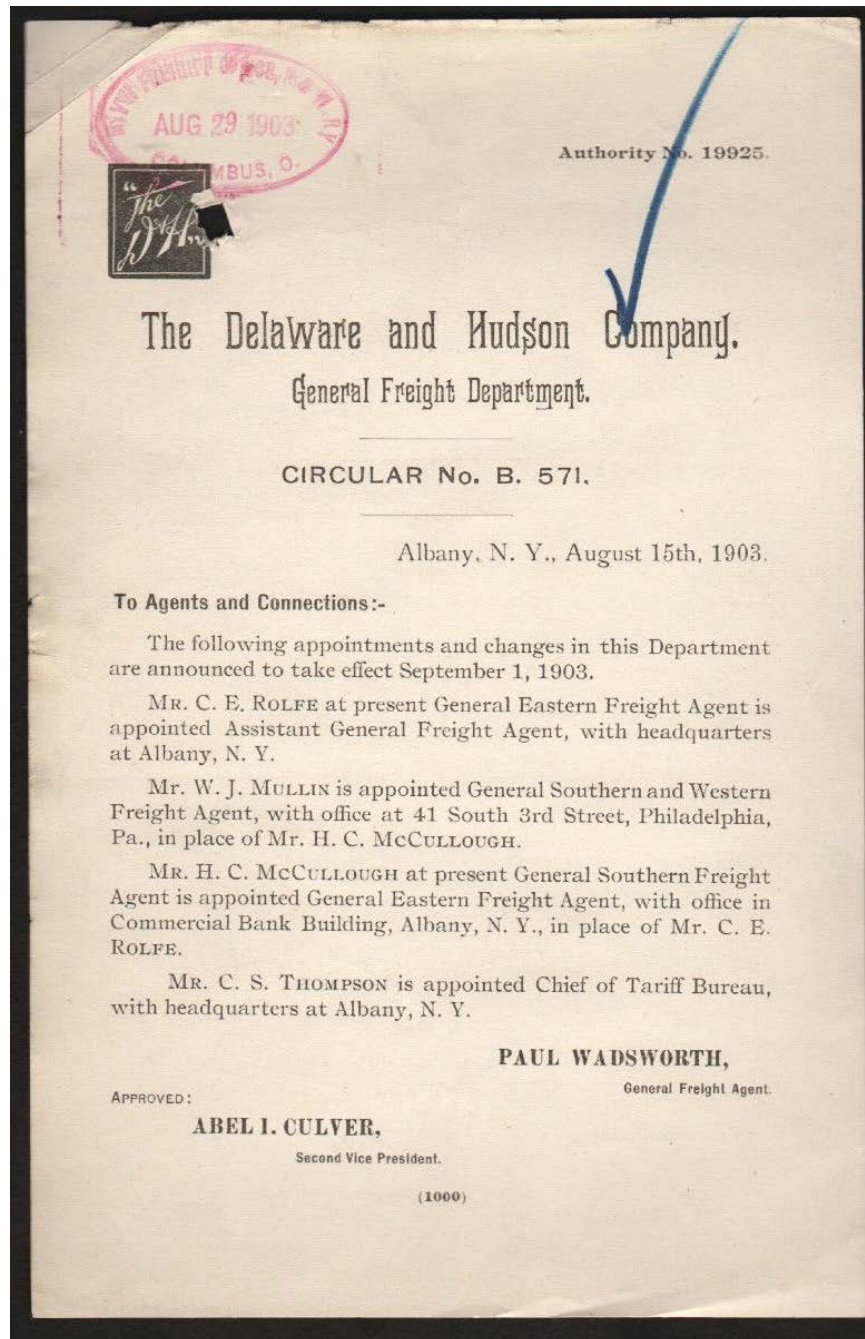 FREIGHT OFFICE, N. & W. RY
AUG 29 1903
COLUMBUS, O.
Authority No. 19925.
"The
D&H."
The Delaware and Hudson Company.
General Freight Department.
CIRCULAR No. B. 571.
Albany, N. Y., August 15th, 1903.
To Agents and Connections:-
The following appointments and changes in this Department
are announced to take effect September 1, 1903.
MR. C. E. ROLFE at present General Eastern Freight Agent is
appointed Assistant General Freight Agent, with headquarters
at Albany, N. Y.
Mr. W. J. MULLIN is appointed General Southern and Western
Freight Agent, with office at 41 South 3rd Street, Philadelphia,
Pa., in place of Mr. H. C. MCCULLOUGH.
MR. H. C. MCCULLOUGH at present General Southern Freight
Agent is appointed General Eastern Freight Agent, with office in
Commercial Bank Building, Albany, N. Y., in place of Mr. C. E.
ROLFE.
MR. C. S. THOMPSON is appointed Chief of Tariff Bureau,
with headquarters at Albany, N. Y.
PAUL WADSWORTH,
General Freight Agent.
APPROVED:
ABEL I. CULVER,
Second Vice President.
(1000)